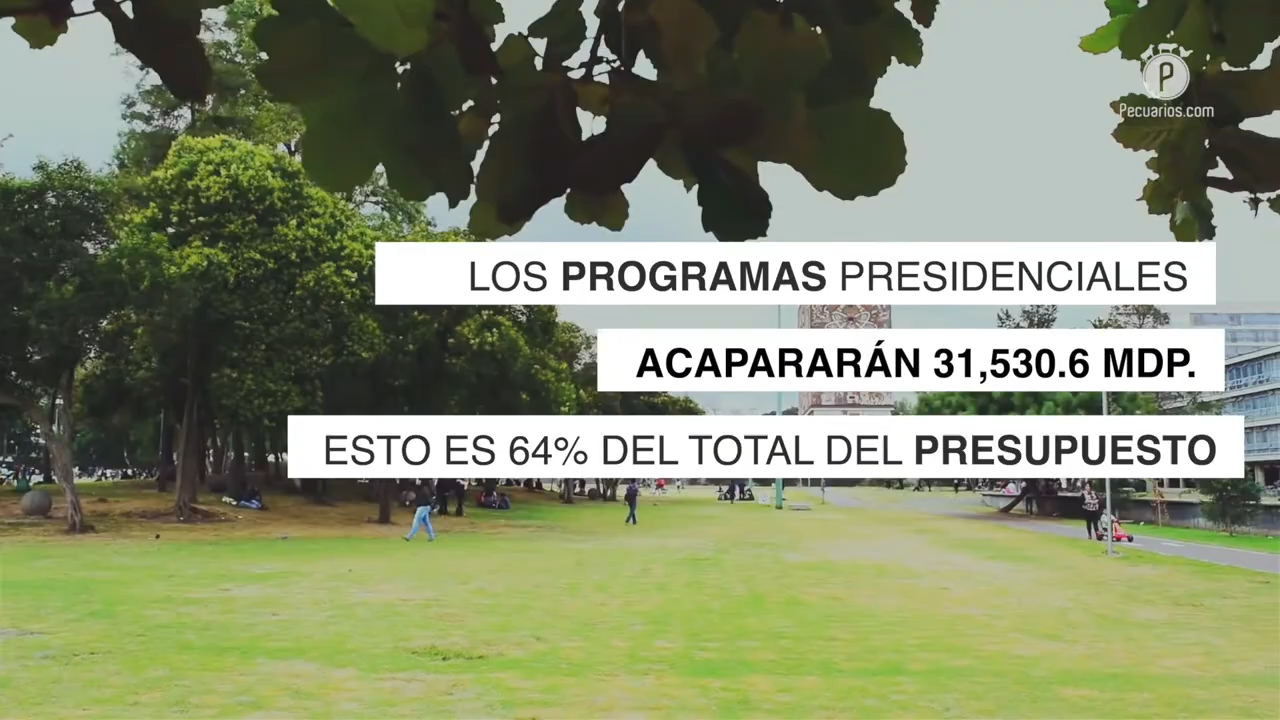 P
Pecuarios.com
LOS PROGRAMAS PRESIDENCIALES
ACAPARARÁN 31,530.6 MDP.
ESTO ES 64% DEL TOTAL DEL PRESUPUESTO